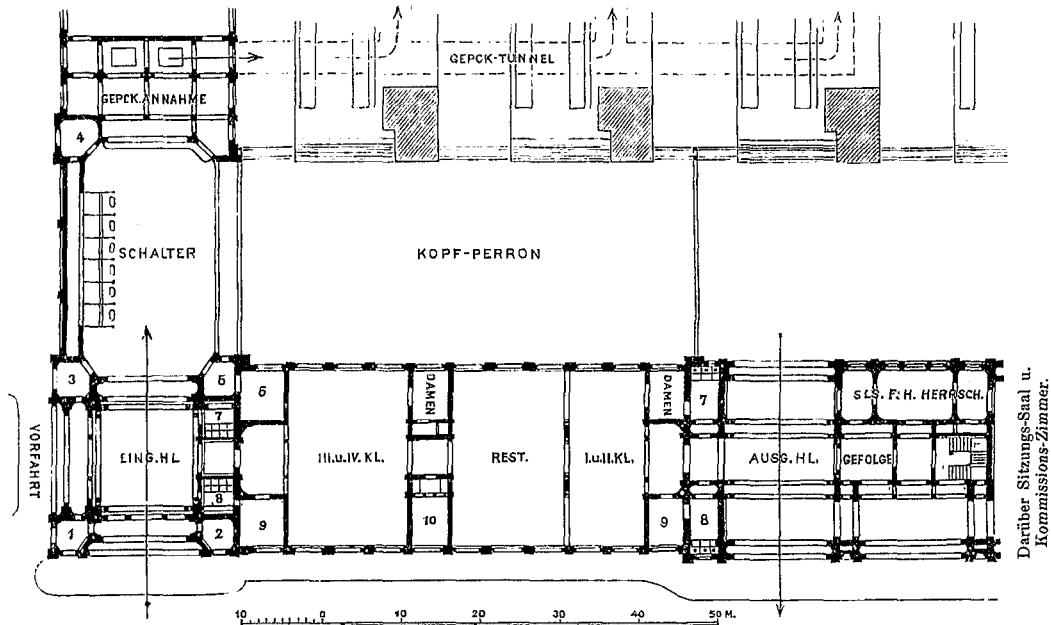 GEPCK-TUNNEL
GEPCK. ANNAHME
4
SCHALTER
KOPF-PERRON
3
5
6
DAMEN
DAMEN
7
SLS. F. H. HERRSCH.
7
VORFAHRT
EING. HL.
III. u. IV. KL.
REST.
I. u. II. KL.
AUSG. HL.
GEFOLGE
8
1
2
9
10
9
8
Darüber Sitzungs-Saal u.
Kommissions-Zimmer.
10 0 10 20 30 40 50 M.